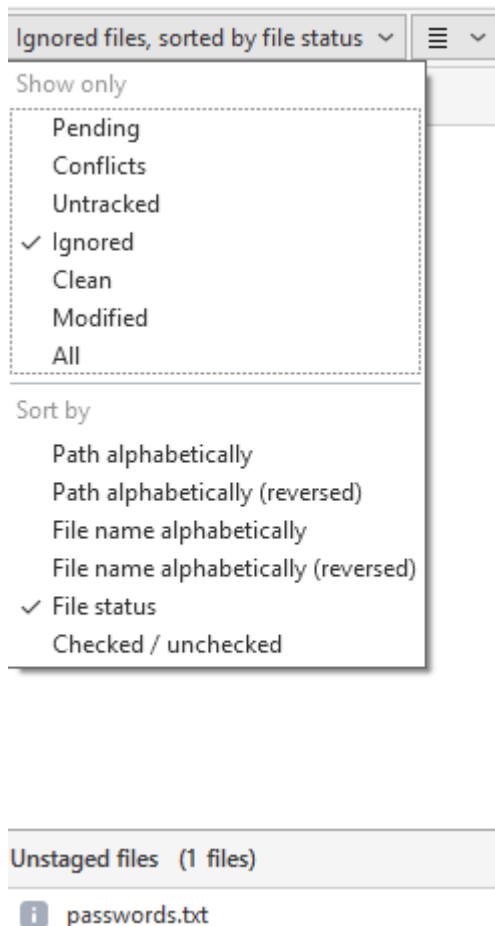 Ignored files, sorted by file status
Show only
Pending
Conflicts
Untracked
Ignored
Clean
Modified
All
Sort by
Path alphabetically
Path alphabetically (reversed)
File name alphabetically
File name alphabetically (reversed)
File status
Checked / unchecked
Unstaged files (1 files)
i passwords.txt